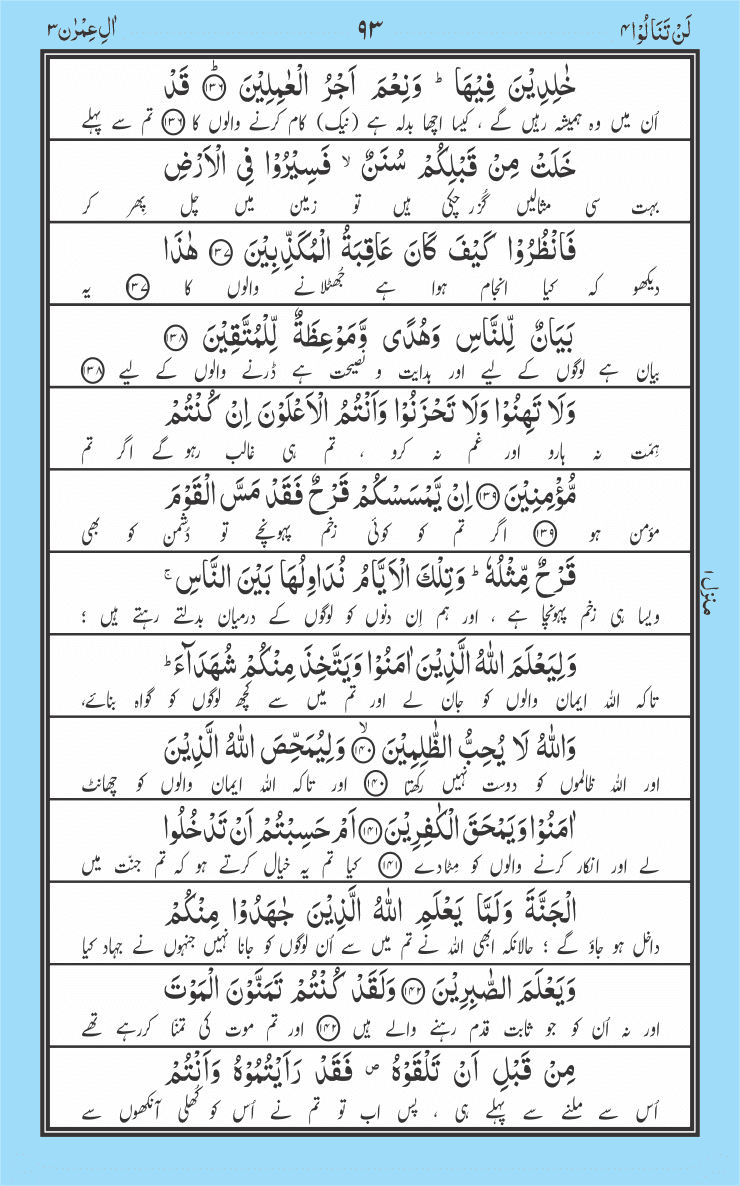 لَنْ تَنَالُوْا ۴
۹۳
اٰلِ عِمْرٰن ۳
خٰلِدِيْنَ فِيْهَا ؕ وَنِعْمَ اَجْرُ الْعٰمِلِيْنَ ؕ﴿۱۳۶﴾ قَدْ
اُن میں وہ ہمیشہ رہیں گے ، کیسا اچھا بدلہ ہے (نیک) کام کرنے والوں کا ﴿۱۳۶﴾ تم سے پہلے
خَلَتْ مِنْ قَبْلِكُمْ سُنَنٌ ۙ فَسِيْرُوْا فِى الْاَرْضِ
بہت سی مثالیں گزر چکی ہیں تو زمین میں چل پھر کر
فَانْظُرُوْا كَيْفَ كَانَ عَاقِبَةُ الْمُكَذِّبِيْنَ ﴿۱۳۷﴾ هٰذَا
دیکھو کہ کیا انجام ہوا ہے جُھٹلانے والوں کا ﴿۱۳۷﴾ یہ
بَيَانٌ لِّلنَّاسِ وَهُدًى وَّمَوْعِظَةٌ لِّلْمُتَّقِيْنَ ﴿۱۳۸﴾
بیان ہے لوگوں کے لیے اور ہدایت و نصیحت ہے ڈرنے والوں کے لیے ﴿۱۳۸﴾
وَلَا تَهِنُوْا وَلَا تَحْزَنُوْا وَاَنْتُمُ الْاَعْلَوْنَ اِنْ كُنْتُمْ
ہِمّت نہ ہارو اور غم نہ کرو ، تم ہی غالب رہو گے اگر تم
مُّؤْمِنِيْنَ ﴿۱۳۹﴾ اِنْ يَّمْسَسْكُمْ قَرْحٌ فَقَدْ مَسَّ الْقَوْمَ
مؤمن ہو ﴿۱۳۹﴾ اگر تم کو کوئی زخم پہونچے تو دُشمن کو بھی
قَرْحٌ مِّثْلُهٗ ؕ وَتِلْكَ الْاَيَّامُ نُدَاوِلُهَا بَيْنَ النَّاسِ ۚ
ویسا ہی زخم پہونچا ہے ، اور ہم اِن دنوں کو لوگوں کے درمیان بدلتے رہتے ہیں ؛
وَلِيَعْلَمَ اللّٰهُ الَّذِيْنَ اٰمَنُوْا وَيَتَّخِذَ مِنْكُمْ شُهَدَآءَ ؕ
تاکہ اللہ ایمان والوں کو جان لے اور تم میں سے کچھ لوگوں کو گواہ بنائے،
وَاللّٰهُ لَا يُحِبُّ الظّٰلِمِيْنَ ۙ﴿۱۴۰﴾ وَلِيُمَحِّصَ اللّٰهُ الَّذِيْنَ
اور اللہ ظالموں کو دوست نہیں رکھتا ﴿۱۴۰﴾ اور تاکہ اللہ ایمان والوں کو چھانٹ
اٰمَنُوْا وَيَمْحَقَ الْكٰفِرِيْنَ ﴿۱۴۱﴾ اَمْ حَسِبْتُمْ اَنْ تَدْخُلُوا
لے اور انکار کرنے والوں کو مِٹادے ﴿۱۴۱﴾ کیا تم یہ خیال کرتے ہو کہ تم جنّت میں
الْجَنَّةَ وَلَمَّا يَعْلَمِ اللّٰهُ الَّذِيْنَ جٰهَدُوْا مِنْكُمْ
داخل ہو جاؤ گے ؛ حالانکہ ابھی اللہ نے تم میں سے اُن لوگوں کو جانا نہیں جنہوں نے جہاد کیا
وَيَعْلَمَ الصّٰبِرِيْنَ ﴿۱۴۲﴾ وَلَقَدْ كُنْتُمْ تَمَنَّوْنَ الْمَوْتَ
اور نہ اُن کو جو ثابت قدم رہنے والے ہیں ﴿۱۴۲﴾ اور تم موت کی تمنّا کررہے تھے
مِنْ قَبْلِ اَنْ تَلْقَوْهُ ۪ فَقَدْ رَاَيْتُمُوْهُ وَاَنْتُمْ
اُس سے ملنے سے پہلے ہی ، پس اب تو تم نے اُس کو کُھلی آنکھوں سے
منزل ۱